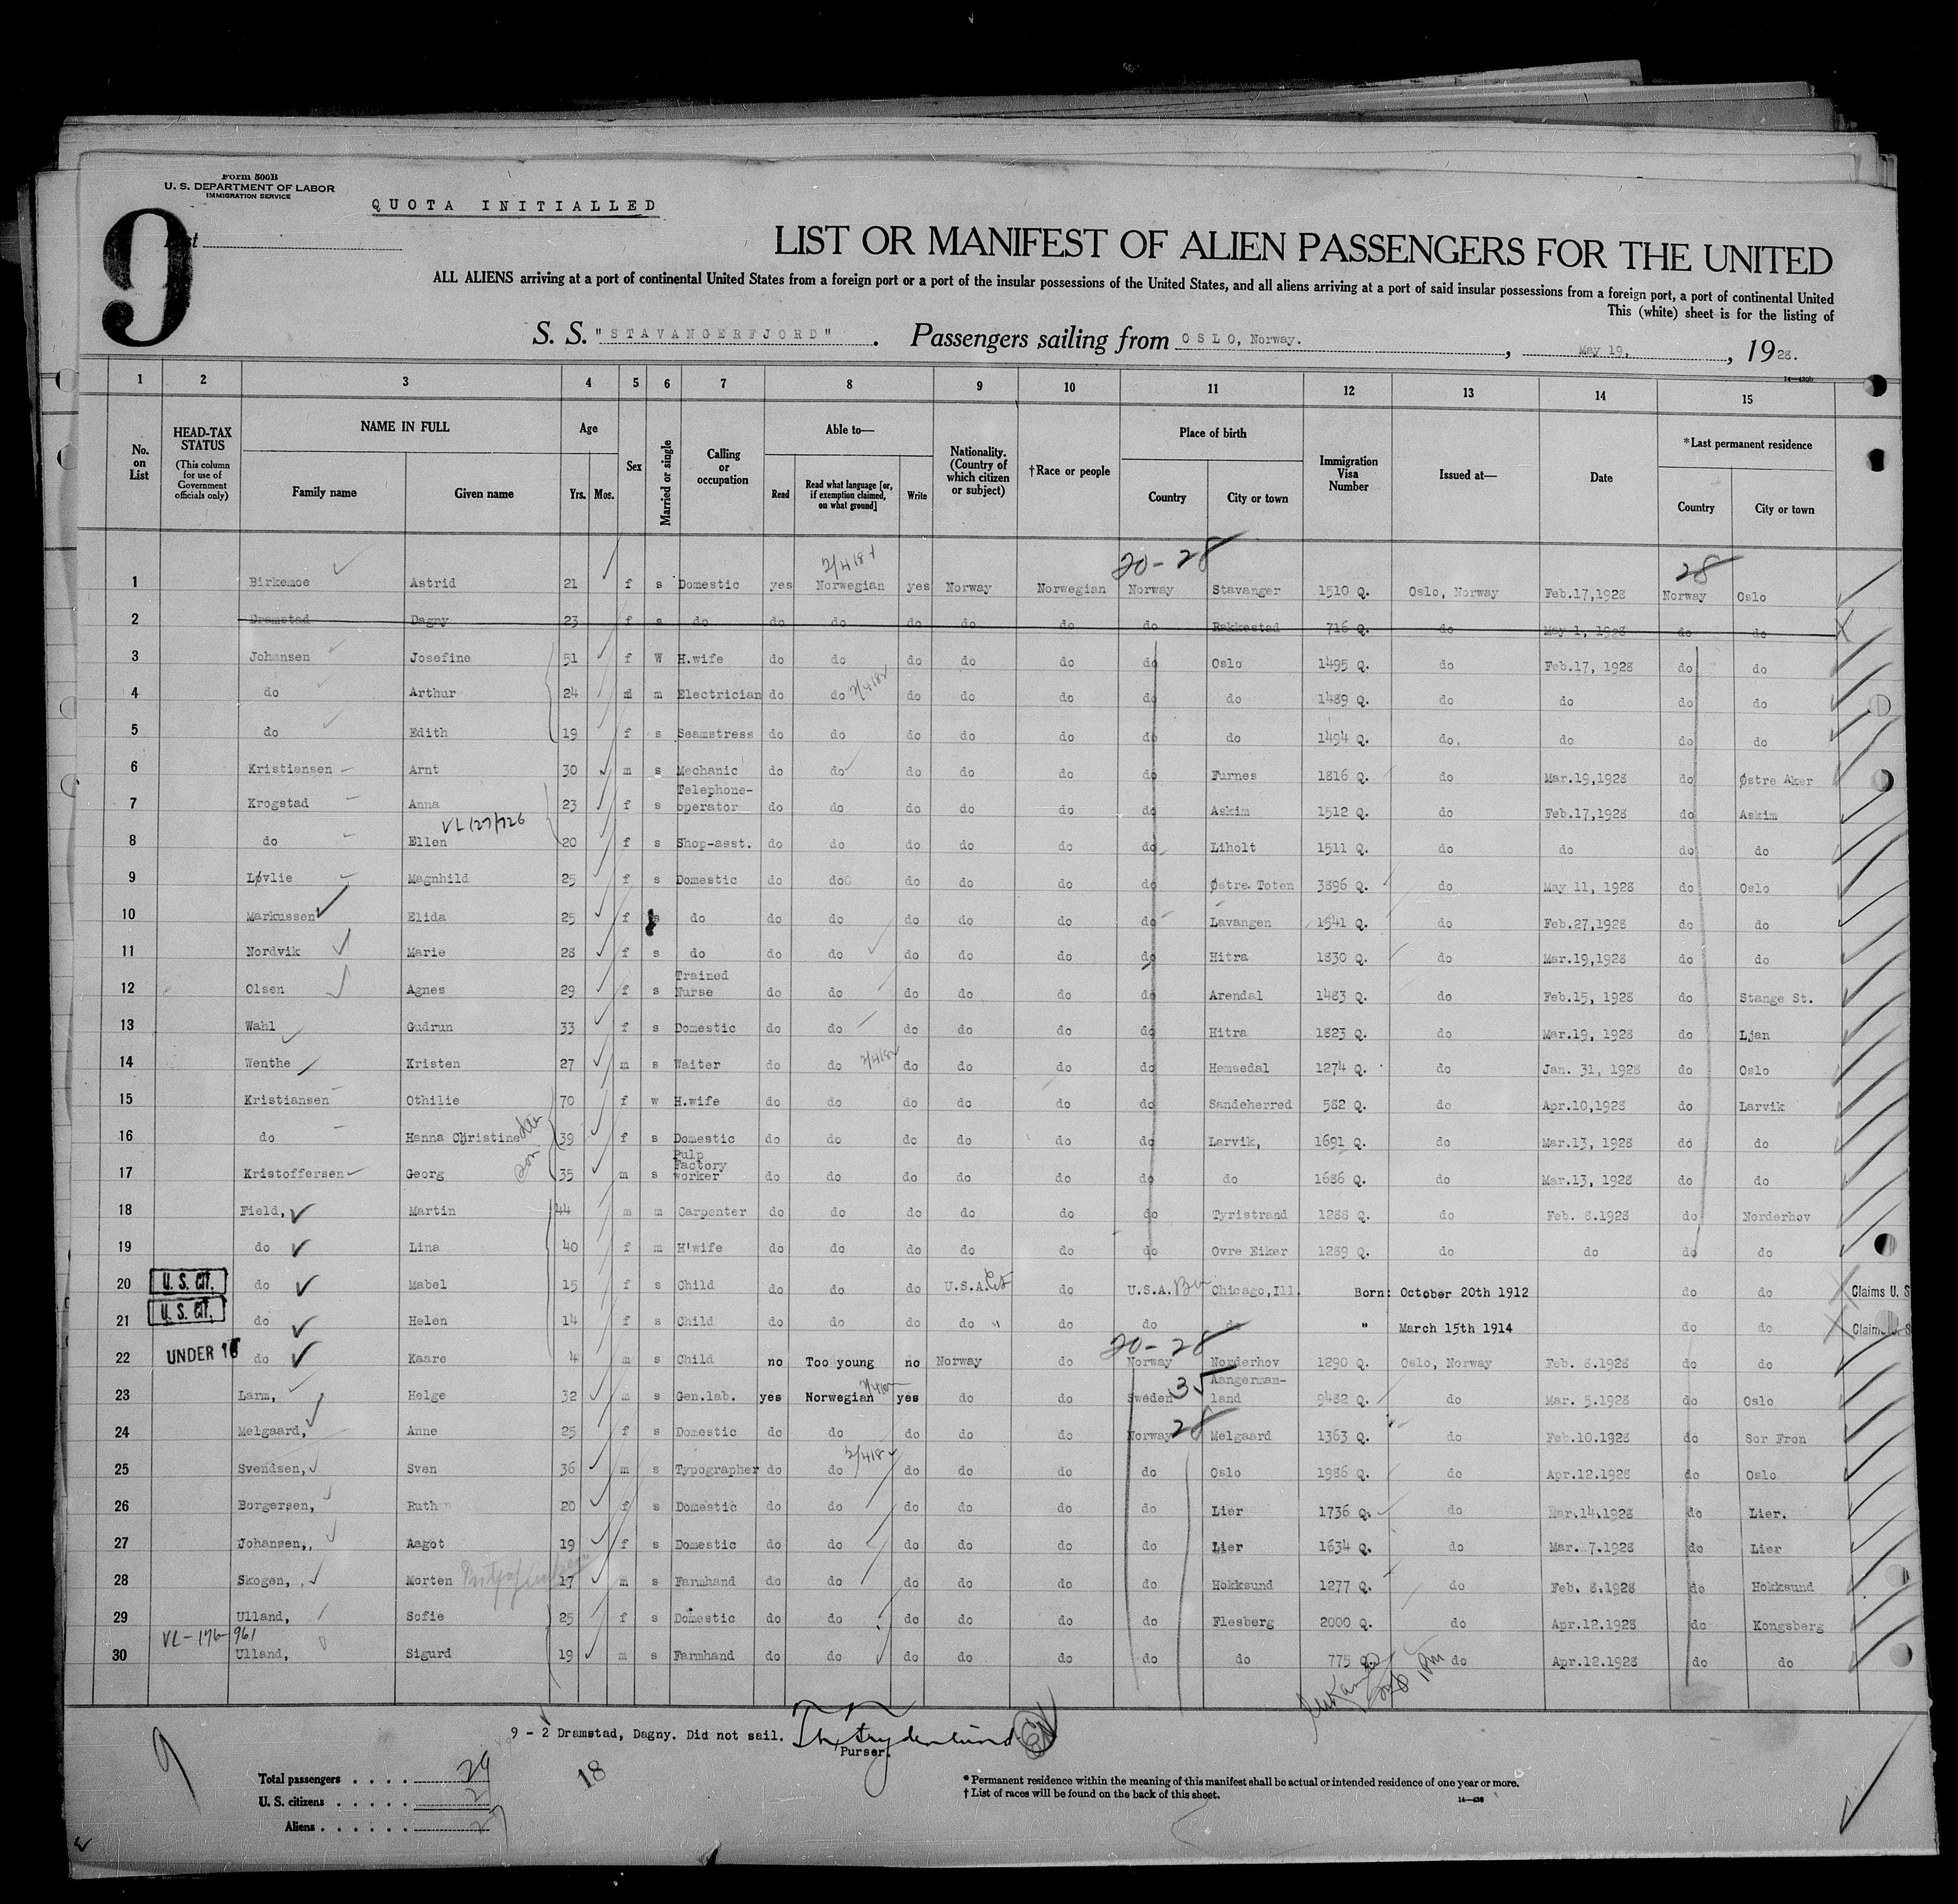 Form 500B
U. S. DEPARTMENT OF LABOR
IMMIGRATION SERVICE
QUOTA INITIALLED
9
LIST OR MANIFEST OF ALIEN PASSENGERS FOR THE UNITED
ALL ALIENS arriving at a port of continental United States from a foreign port or a port of the insular possessions of the United States, and all aliens arriving at a port of said insular possessions from a foreign port, a port of continental United
This (white) sheet is for the listing of
S. S. "STAVANGERFJORD". Passengers sailing from OSLO, Norway. , May 19, , 1928.
1 2 3 4 5 6 7 8 9 10 11 12 13 14 15
No. on List HEAD-TAX STATUS (This column for use of Government officials only) NAME IN FULL Family name Given name Age Yrs. Mos. Sex Married or single Calling or occupation Able to— Read Read what language [or, if exemption claimed, on what ground] Write Nationality. (Country of which citizen or subject) †Race or people Place of birth Country City or town Immigration Visa Number Issued at— Date *Last permanent residence Country City or town
20-28 28
1 Birkemoe Astrid 21 f s Domestic yes Norwegian yes Norway Norwegian Norway Stavanger 1510 Q. Oslo, Norway Feb.17,1928 Norway Oslo
2 Dramstad Dagny 23 f s do do do do do do do Rakkestad 716 Q. do May 1, 1928 do do
3 Johansen Josefine 51 f W H.wife do do do do do do Oslo 1495 Q. do Feb.17, 1928 do do
4 do Arthur 24 m m Electrician do do do do do do do 1489 Q. do do do do
5 do Edith 19 f s Seamstress do do do do do do do 1494 Q. do. do do do
6 Kristiansen Arnt 30 m s Mechanic do do do do do do Furnes 1816 Q. do Mar.19,1928 do Østre Aker
7 Krogstad Anna 23 f s Telephone-operator do do do do do do Askim 1512 Q. do Feb.17,1928 do Askim
VL 127/726
8 do Ellen 20 f s Shop-asst. do do do do do do Liholt 1511 Q. do do do do
9 Løvlie Magnhild 25 f s Domestic do do do do do do Østre Toten 3896 Q. do May 11, 1928 do Oslo
10 Markussen Elida 25 f s do do do do do do do Lavangen 1541 Q. do Feb.27,1928 do do
11 Nordvik Marie 28 f s do do do do do do do Hitra 1830 Q. do Mar.19,1928 do do
12 Olsen Agnes 29 f s Trained Nurse do do do do do do Arendal 1483 Q. do Feb.15, 1928 do Stange St.
13 Wahl Gudrun 33 f s Domestic do do do do do do Hitra 1823 Q. do Mar.19, 1928 do Ljan
14 Wenthe Kristen 27 m s Waiter do do do do do do Hemsedal 1274 Q. do Jan. 31, 1928 do Oslo
15 Kristiansen Othilie 70 f w H.wife do do do do do do Sandeherred 582 Q. do Apr.10,1928 do Larvik
16 do Hanna Christine 39 f s Domestic do do do do do do Larvik, 1691 Q. do Mar.13, 1928 do do
17 Kristoffersen Georg son 35 m s Pulp Factory worker do do do do do do do 1686 Q. do Mar.13, 1928 do do
18 Field, Martin 44 m m Carpenter do do do do do do Tyristrand 1288 Q. do Feb. 8.1928 do Norderhov
19 do Lina 40 f m H'wife do do do do do do Ovre Eiker 1289 Q. do do do do
20 U. S. CIT. do Mabel 15 f s Child do do do U.S.A. do U.S.A. Chicago,Ill. Born: October 20th 1912 do do Claims U. S
21 U. S. CIT. do Helen 14 f s Child do do do do do do do " March 15th 1914 do do Claims U. S
20-28
22 UNDER 16 do Kaare 4 m s Child no Too young no Norway do Norway Norderhov 1290 Q. Oslo, Norway Feb. 8.1928 do do
23 Larm, Helge 32 m s Gen.lab. yes Norwegian yes do do Sweden 35 Aangerman-land 9482 Q. do Mar. 5.1928 do Oslo
24 Melgaard, Anne 25 f s Domestic do do do do do Norway 28 Melgaard 1363 Q. do Feb.10.1928 do Sor Fron
25 Svendsen, Sven 36 m s Typographer do do do do do do Oslo 1986 Q. do Apr.12.1928 do Oslo
26 Borgersen, Ruth 20 f s Domestic do do do do do do Lier 1736 Q. do Mar.14.1928 do Lier.
27 Johansen,, Aagot 19 f s Domestic do do do do do do Lier 1634 Q. do Mar. 7.1928 do Lier
28 Skogen, Morten 17 m s Farmhand do do do do do do Hokksund 1277 Q. do Feb. 8.1928 do Hokksund
29 Ulland, Sofie 25 f s Domestic do do do do do do Flesberg 2000 Q. do Apr.12.1928 do Kongsberg
VL-176-961
30 Ulland, Sigurd 19 m s Farmhand do do do do do do do 775 Q. do Apr.12.1928 do do
9 - 2 Dramstad, Dagny. Did not sail.
Purser.
9
18
Total passengers . . . . 29
U. S. citizens . . . . . 2
Aliens . . . . . . 27
* Permanent residence within the meaning of this manifest shall be actual or intended residence of one year or more.
† List of races will be found on the back of this sheet.